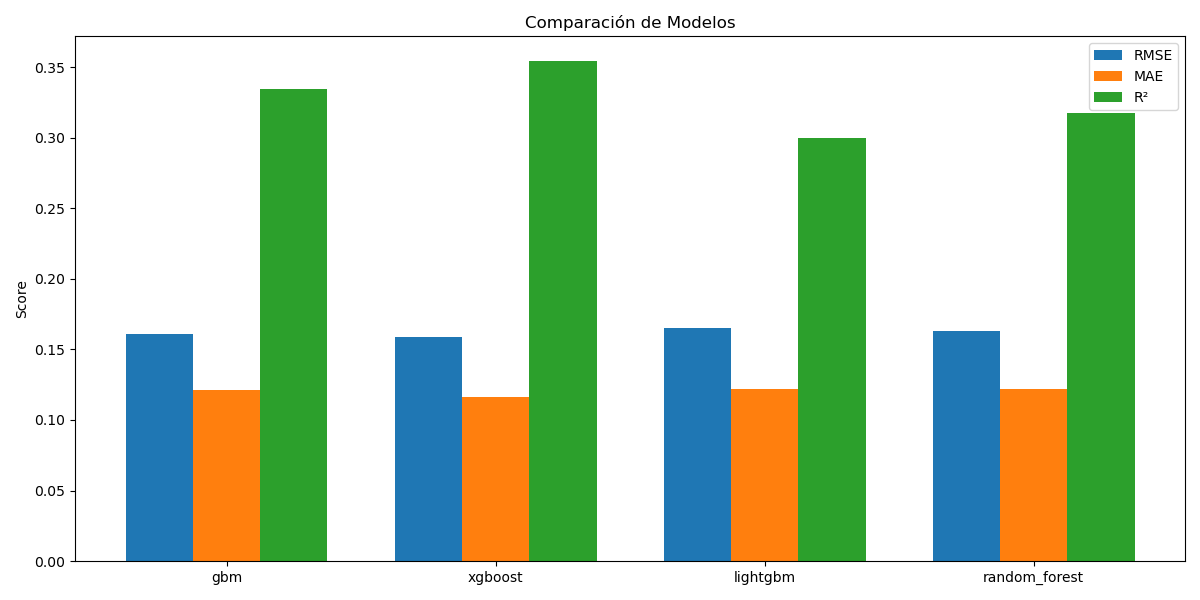 Comparación de Modelos
RMSE
MAE
R²
Score
0.35
0.30
0.25
0.20
0.15
0.10
0.05
0.00
gbm
xgboost
lightgbm
random_forest